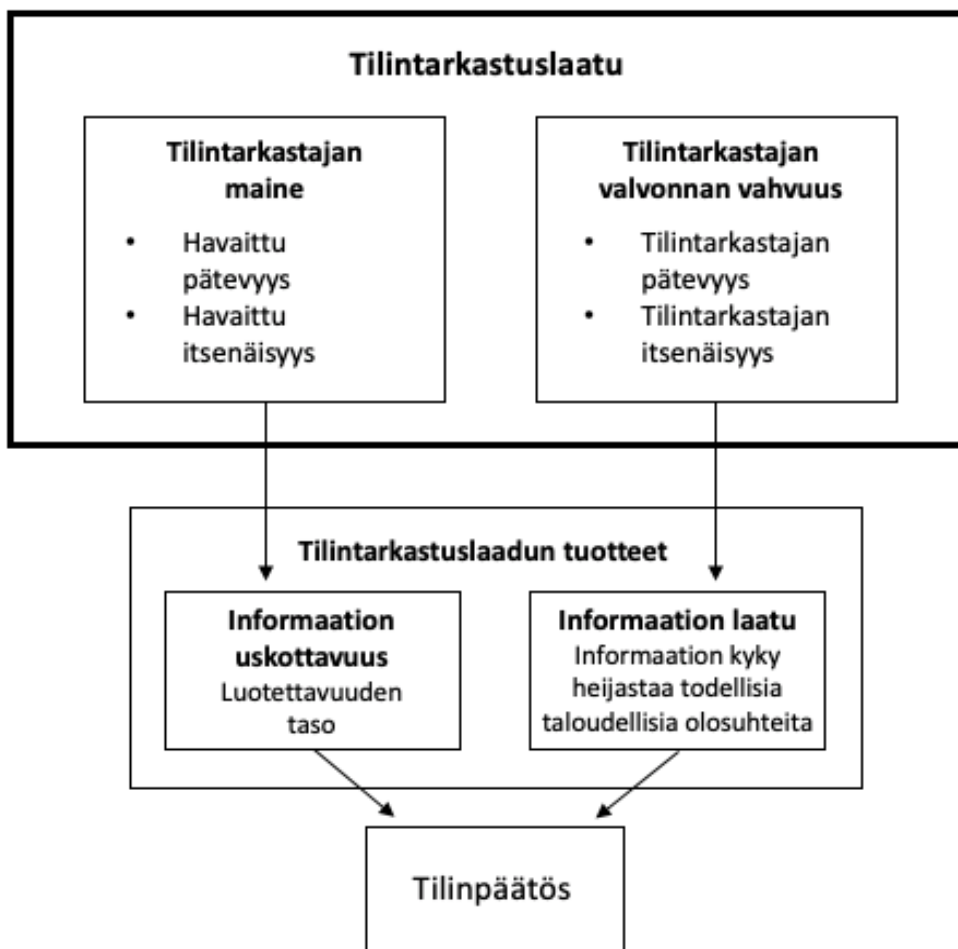 Tilintarkastuslaatu
Tilintarkastajan
maine
• Havaittu
pätevyys
• Havaittu
itsenäisyys
Tilintarkastajan
valvonnan vahvuus
• Tilintarkastajan
pätevyys
• Tilintarkastajan
itsenäisyys
Tilintarkastuslaadun tuotteet
Informaation
uskottavuus
Luotettavuuden
taso
Informaation laatu
Informaation kyky
heijastaa todellisia
taloudellisia olosuhteita
Tilinpäätös